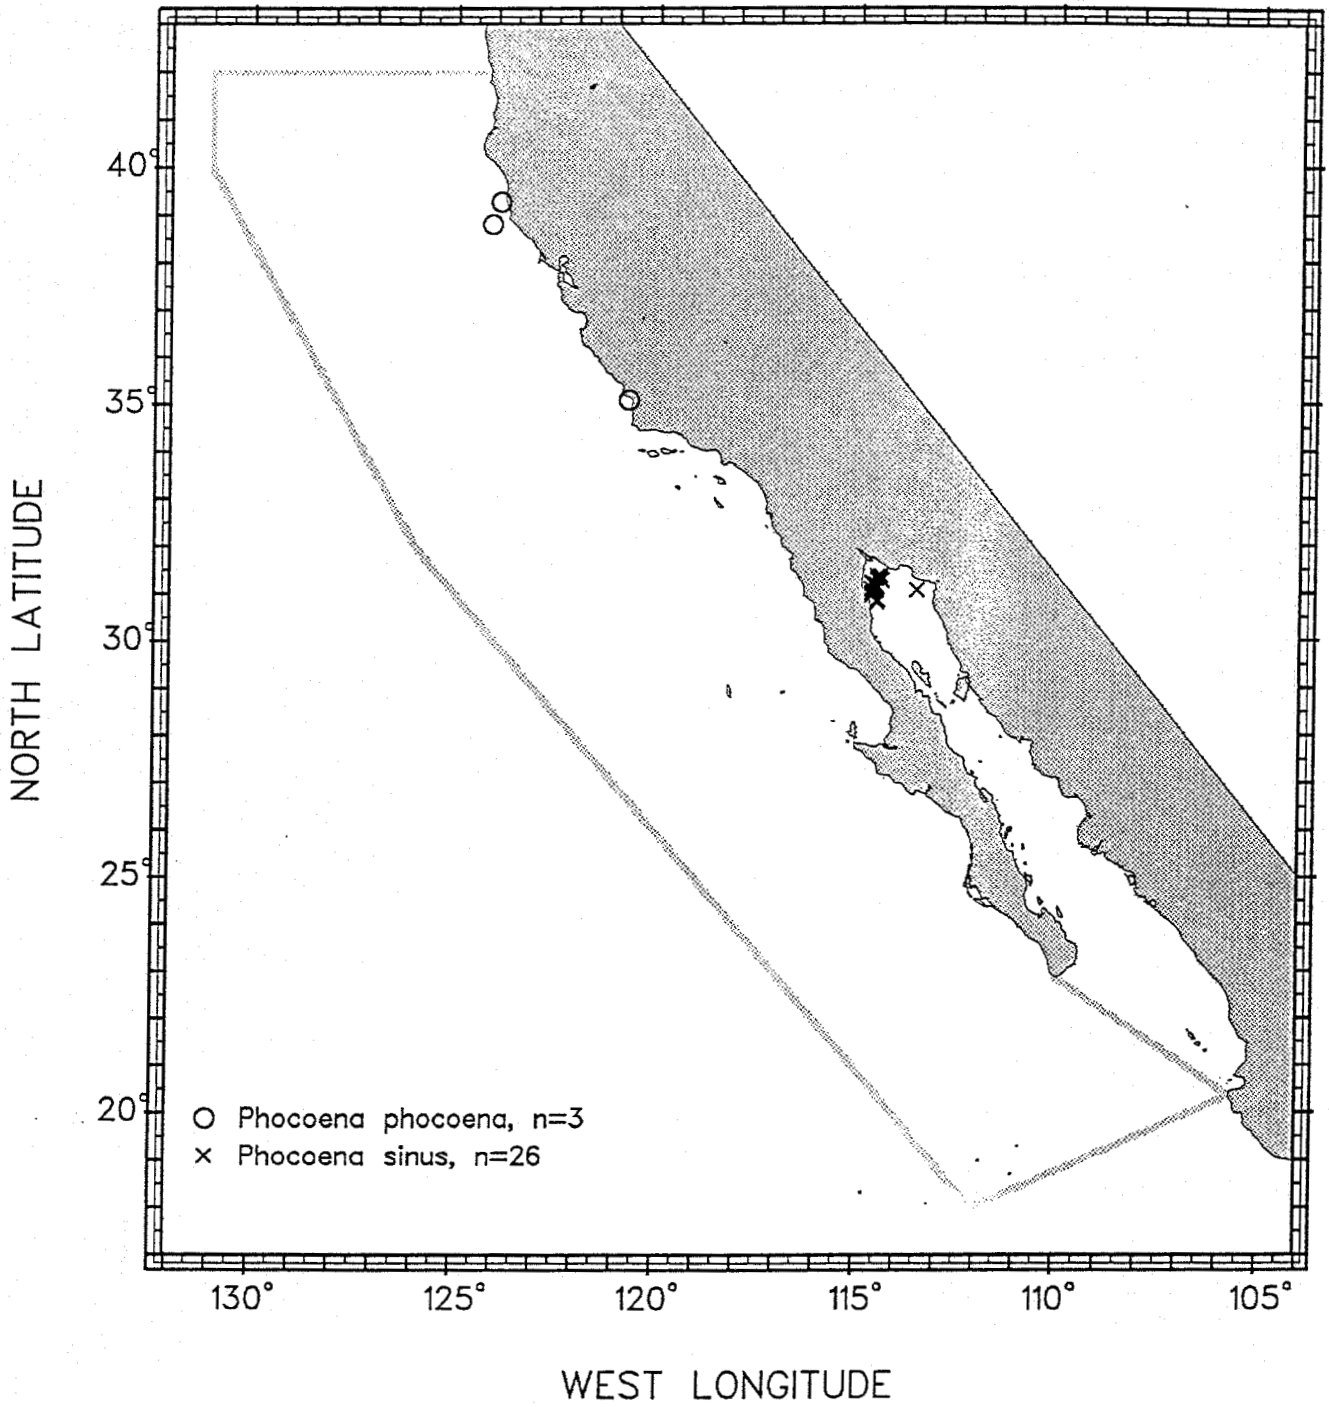 40°
35°
30°
25°
20°
NORTH LATITUDE
○ Phocoena phocoena, n=3
× Phocoena sinus, n=26
130° 125° 120° 115° 110° 105°
WEST LONGITUDE